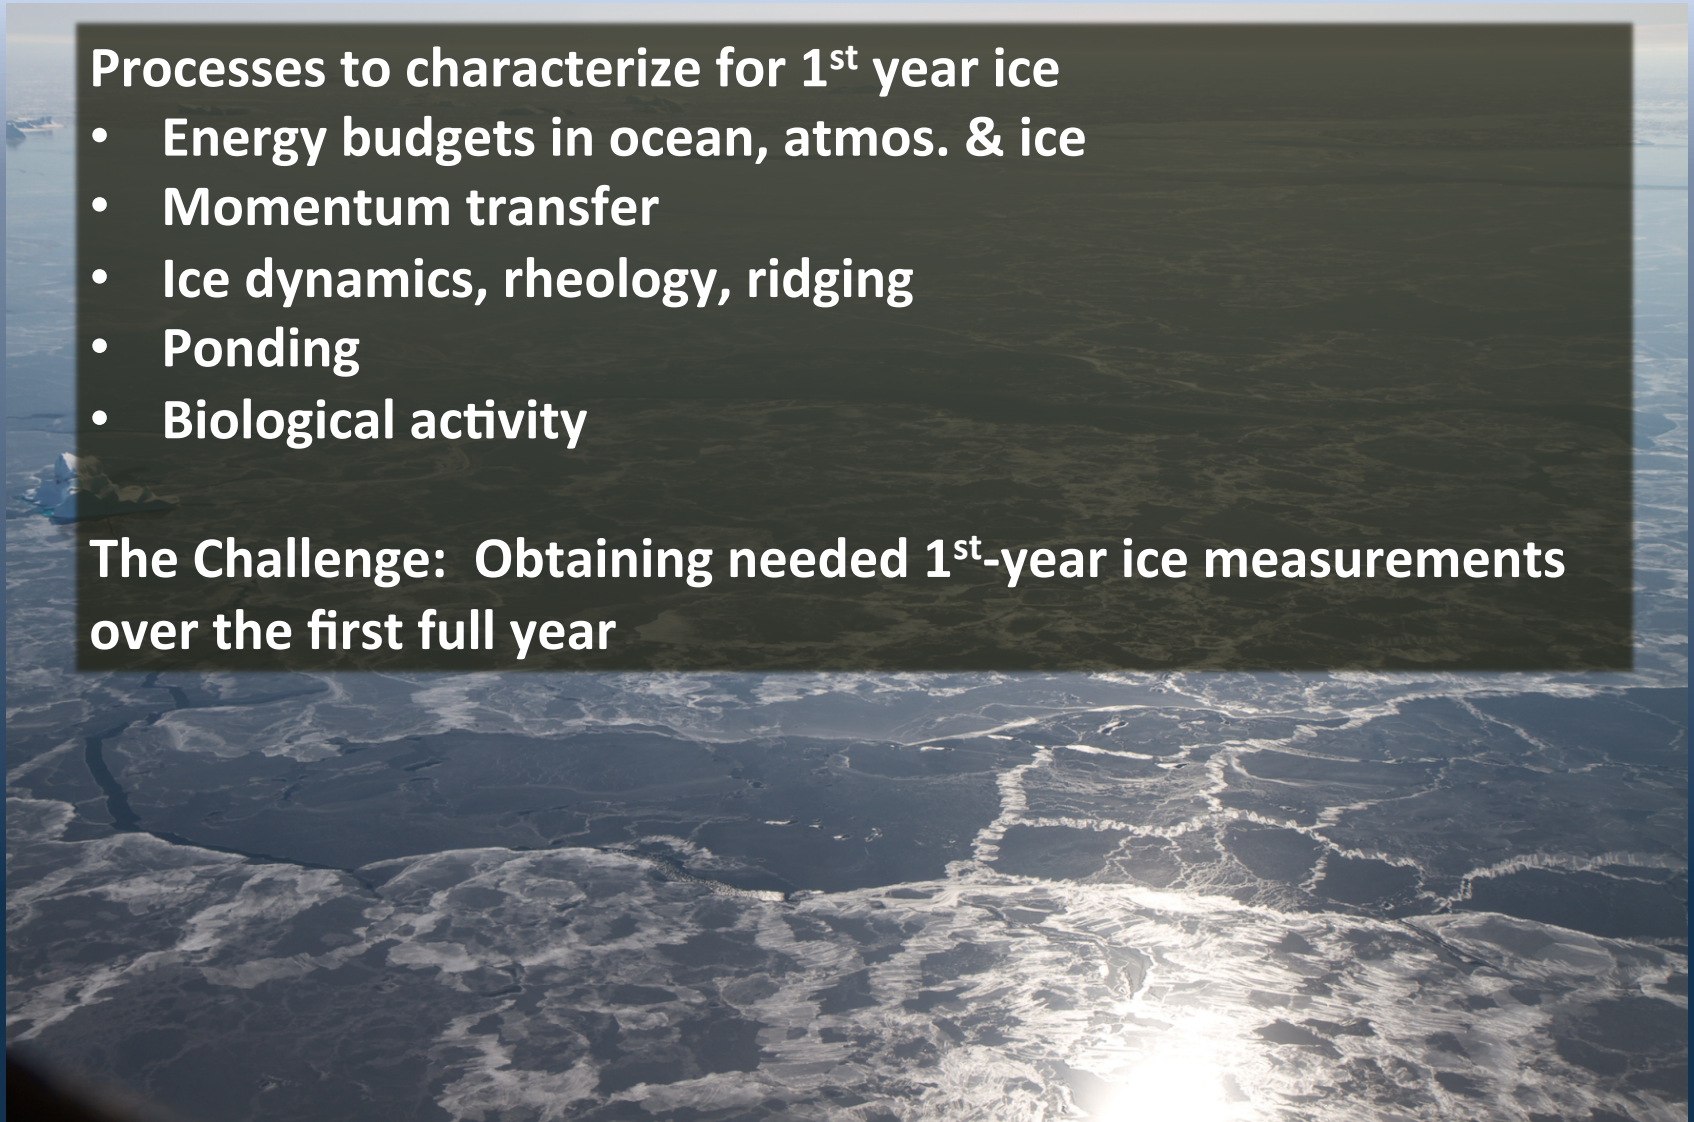 Processes to characterize for 1st year ice
• Energy budgets in ocean, atmos. & ice
• Momentum transfer
• Ice dynamics, rheology, ridging
• Ponding
• Biological activity
The Challenge:  Obtaining needed 1st-year ice measurements
over the first full year